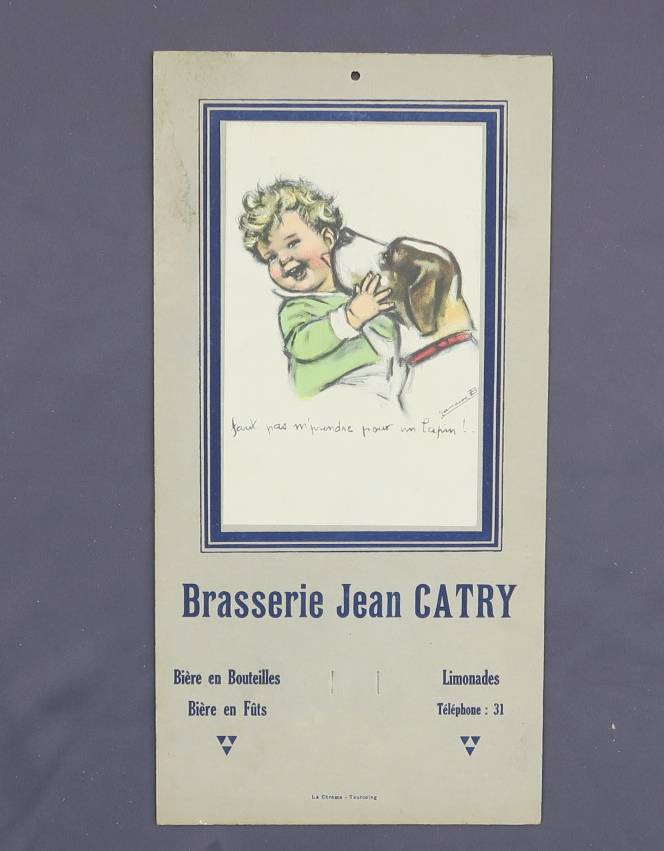 faut pas m'prendre pour un lapin !..
Brasserie Jean CATRY
Bière en Bouteilles
Bière en Fûts
Limonades
Téléphone : 31
La Chrome - Tourcoing